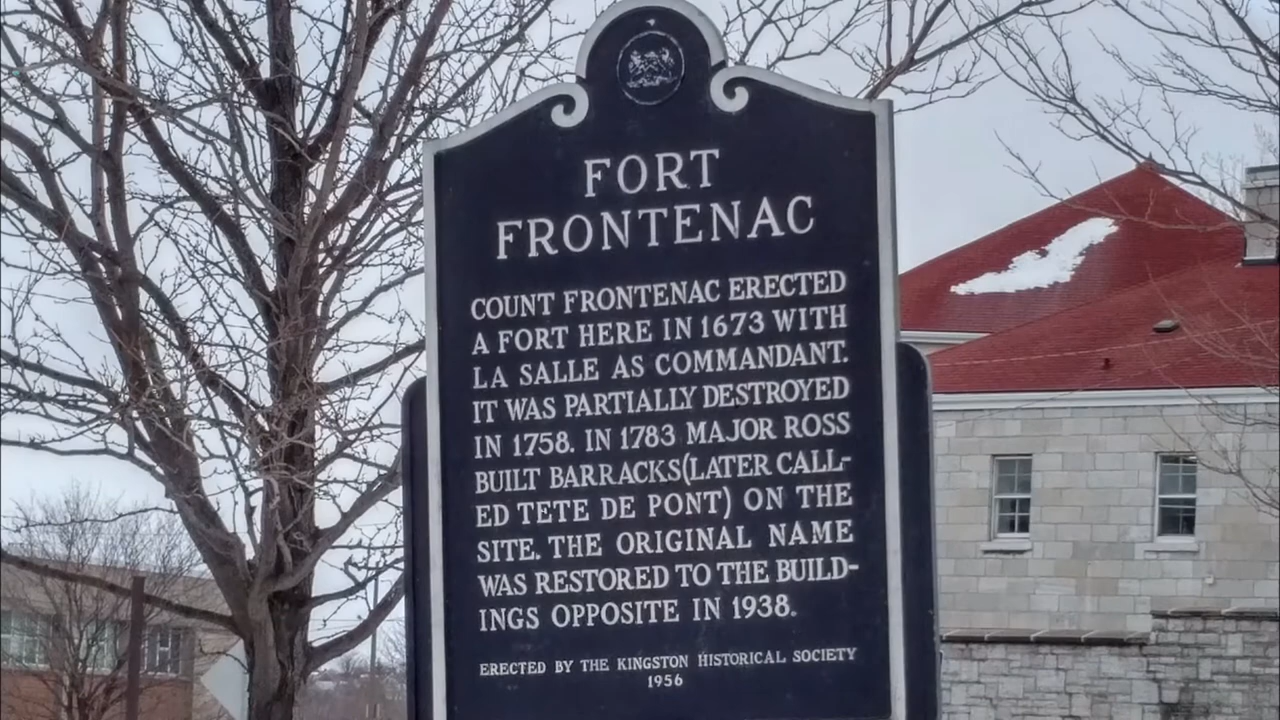 FORT
FRONTENAC
COUNT FRONTENAC ERECTED
A FORT HERE IN 1673 WITH
LA SALLE AS COMMANDANT.
IT WAS PARTIALLY DESTROYED
IN 1758. IN 1783 MAJOR ROSS
BUILT BARRACKS(LATER CALL-
ED TETE DE PONT) ON THE
SITE. THE ORIGINAL NAME
WAS RESTORED TO THE BUILD-
INGS OPPOSITE IN 1938.
ERECTED BY THE KINGSTON HISTORICAL SOCIETY
1956